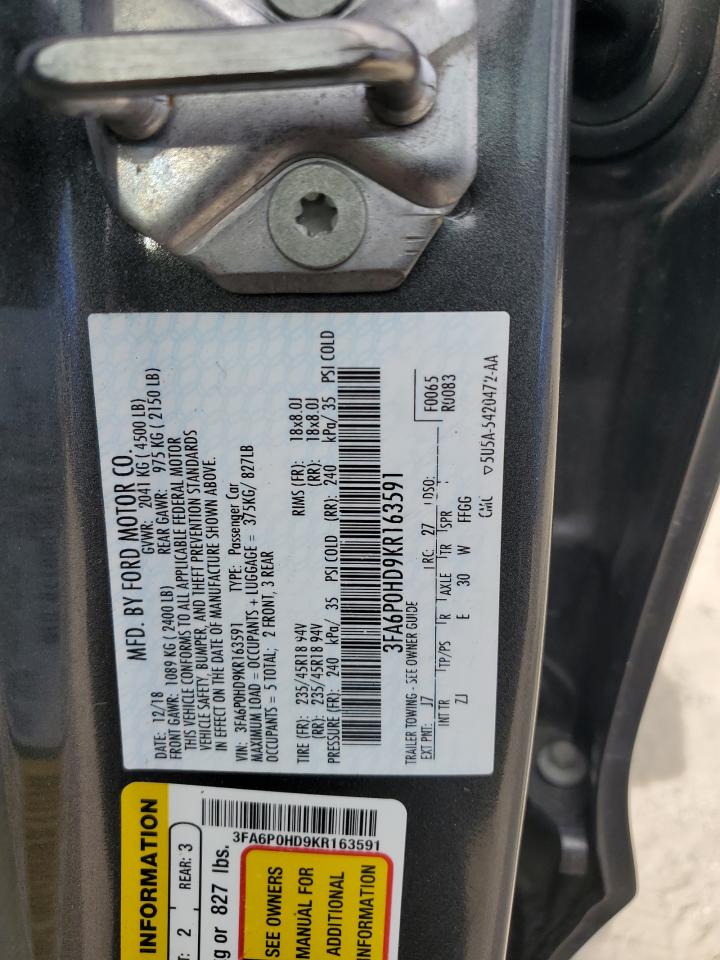 MFD. BY FORD MOTOR CO.
DATE: 12/18 GVWR: 2041 KG ( 4500 LB)
FRONT GAWR: 1089 KG ( 2400 LB) REAR GAWR: 975 KG ( 2150 LB)
THIS VEHICLE CONFORMS TO ALL APPLICABLE FEDERAL MOTOR
VEHICLE SAFETY, BUMPER, AND THEFT PREVENTION STANDARDS
IN EFFECT ON THE DATE OF MANUFACTURE SHOWN ABOVE.
VIN: 3FA6P0HD9KR163591 TYPE: Passenger Car
MAXIMUM LOAD = OCCUPANTS + LUGGAGE = 375KG/ 827LB
OCCUPANTS = 5 TOTAL; 2 FRONT, 3 REAR
TIRE (FR): 235/45R18 94V RIMS (FR): 18x8.0J
(RR): 235/45R18 94V (RR): 18x8.0J
PRESSURE (FR): 240 kPa/ 35 PSI COLD (RR): 240 kPa/ 35 PSI COLD
3FA6P0HD9KR163591
TRAILER TOWING - SEE OWNER GUIDE
EXT PNT: J7 RC: 27 DSO: F0065
R0083
INT TR TP/PS R AXLE TR SPR
ZJ E 30 W FFGG
CMC ▽5U5A-5420472-AA
3FA6P0HD9KR163591
INFORMATION
T: 2 REAR: 3
kg or 827 lbs.
SEE OWNERS
MANUAL FOR
ADDITIONAL
INFORMATION